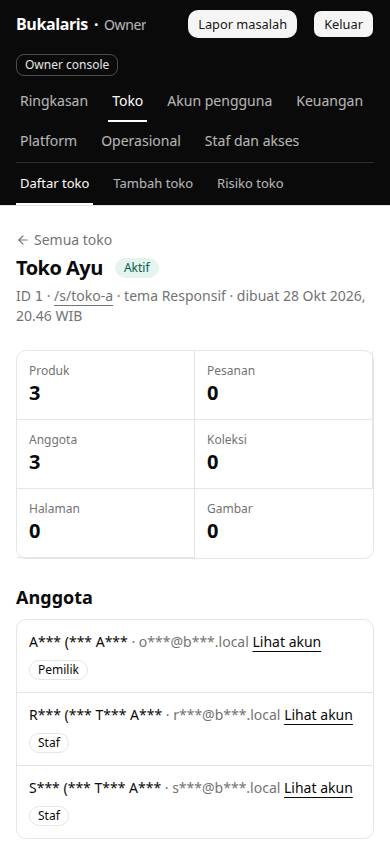 Bukalaris • Owner
Lapor masalah
Keluar
Owner console
Ringkasan Toko Akun pengguna Keuangan
Platform Operasional Staf dan akses
Daftar toko Tambah toko Risiko toko
← Semua toko
Toko Ayu Aktif
ID 1 · /s/toko-a · tema Responsif · dibuat 28 Okt 2026,
20.46 WIB
Produk
3
Pesanan
0
Anggota
3
Koleksi
0
Halaman
0
Gambar
0
Anggota
A*** (*** A*** · o***@b***.local Lihat akun
Pemilik
R*** (*** T*** A*** · r***@b***.local Lihat akun
Staf
S*** (*** T*** A*** · s***@b***.local Lihat akun
Staf